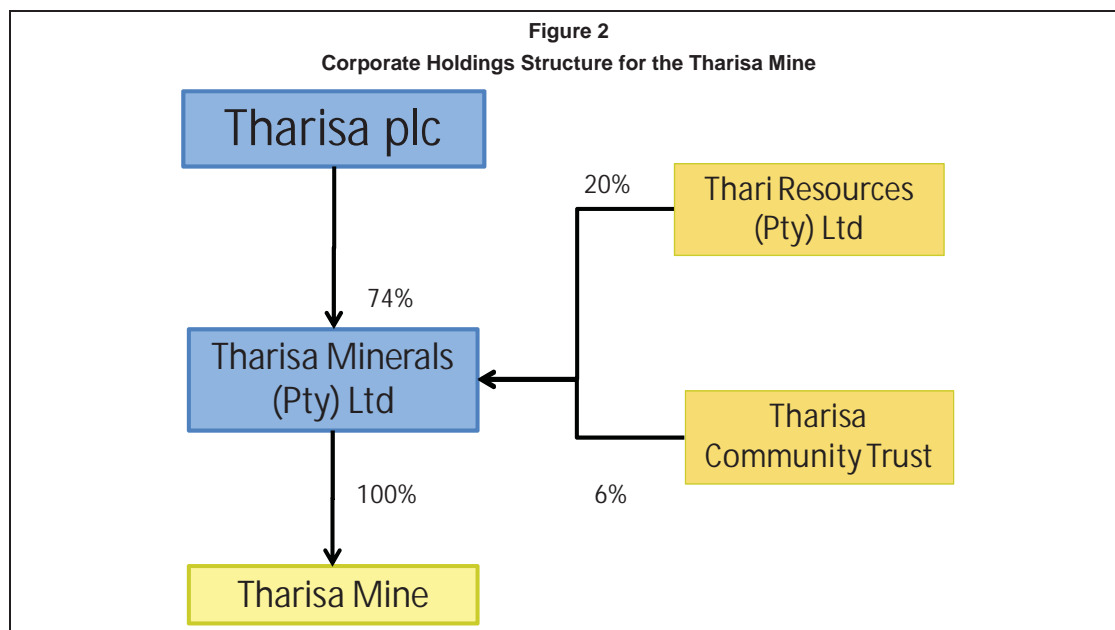 Figure 2
Corporate Holdings Structure for the Tharisa Mine
Tharisa plc
20%
Thari Resources
(Pty) Ltd
74%
Tharisa Minerals
(Pty) Ltd
Tharisa
Community Trust
100%
6%
Tharisa Mine